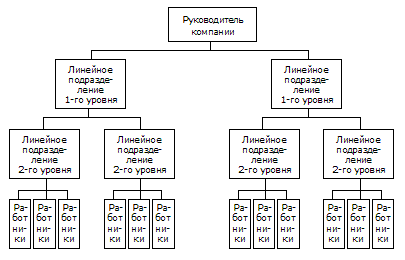 Руководитель
компании
Линейное
подразде-
ление
1-го уровня
Линейное
подразде-
ление
1-го уровня
Линейное
подразде-
ление
2-го уровня
Линейное
подразде-
ление
2-го уровня
Линейное
подразде-
ление
2-го уровня
Линейное
подразде-
ление
2-го уровня
Ра-
бот
ни-
ки
Ра-
бот
ни-
ки
Ра-
бот
ни-
ки
Ра-
бот
ни-
ки
Ра-
бот
ни-
ки
Ра-
бот
ни-
ки
Ра-
бот
ни-
ки
Ра-
бот
ни-
ки
Ра-
бот
ни-
ки
Ра-
бот
ни-
ки
Ра-
бот
ни-
ки
Ра-
бот
ни-
ки